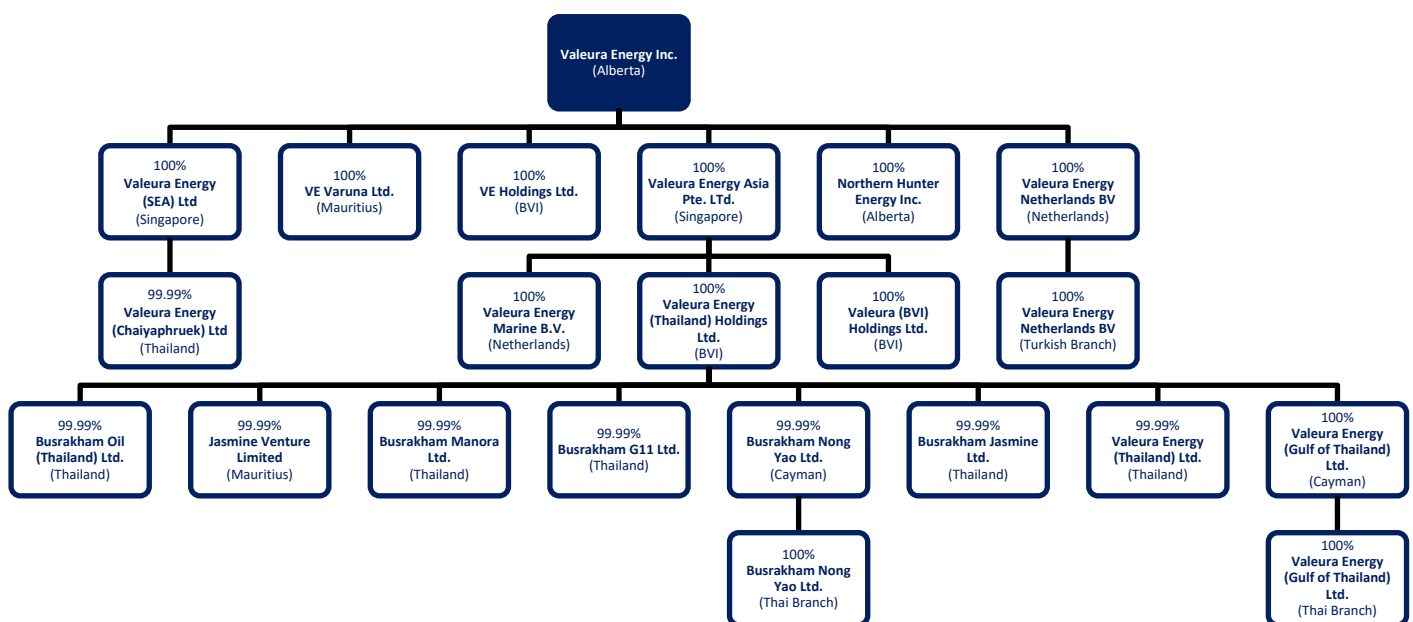 Valeura Energy Inc.
(Alberta)
100%
Valeura Energy
(SEA) Ltd
(Singapore)
100%
VE Varuna Ltd.
(Mauritius)
100%
VE Holdings Ltd.
(BVI)
100%
Valeura Energy Asia
Pte. LTd.
(Singapore)
100%
Northern Hunter
Energy Inc.
(Alberta)
100%
Valeura Energy
Netherlands BV
(Netherlands)
99.99%
Valeura Energy
(Chaiyaphruek) Ltd
(Thailand)
100%
Valeura Energy
Marine B.V.
(Netherlands)
100%
Valeura Energy
(Thailand) Holdings
Ltd.
(BVI)
100%
Valeura (BVI)
Holdings Ltd.
(BVI)
100%
Valeura Energy
Netherlands BV
(Turkish Branch)
99.99%
Busrakham Oil
(Thailand) Ltd.
(Thailand)
99.99%
Jasmine Venture
Limited
(Mauritius)
99.99%
Busrakham Manora
Ltd.
(Thailand)
99.99%
Busrakham G11 Ltd.
(Thailand)
99.99%
Busrakham Nong
Yao Ltd.
(Cayman)
99.99%
Busrakham Jasmine
Ltd.
(Thailand)
99.99%
Valeura Energy
(Thailand) Ltd.
(Thailand)
100%
Valeura Energy
(Gulf of Thailand)
Ltd.
(Cayman)
100%
Busrakham Nong
Yao Ltd.
(Thai Branch)
100%
Valeura Energy
(Gulf of Thailand)
Ltd.
(Thai Branch)